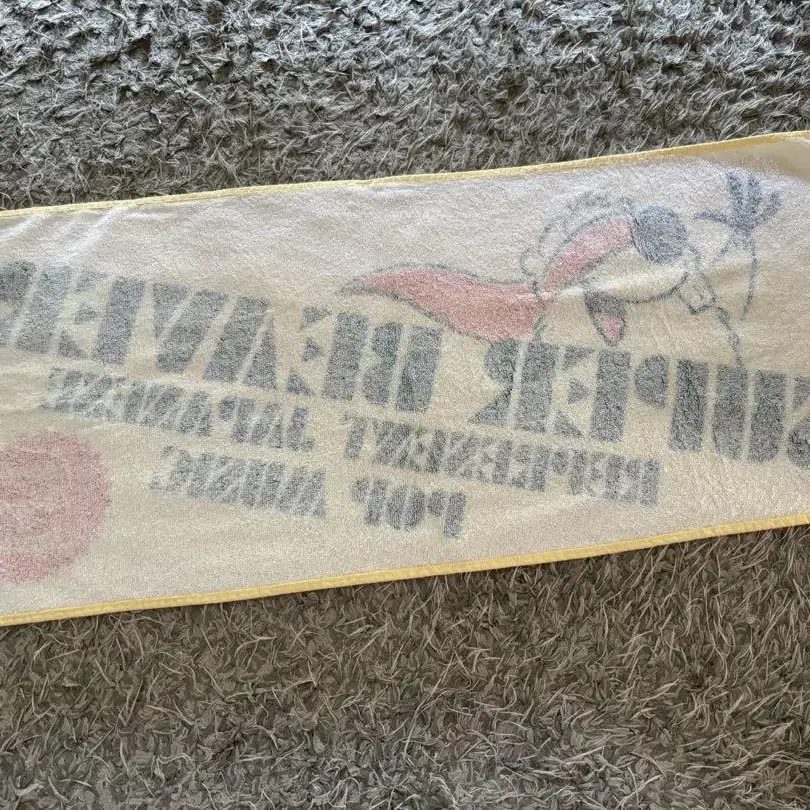 SUPER BEAVER
REPRESENT JAPANESE
POP MUSIC